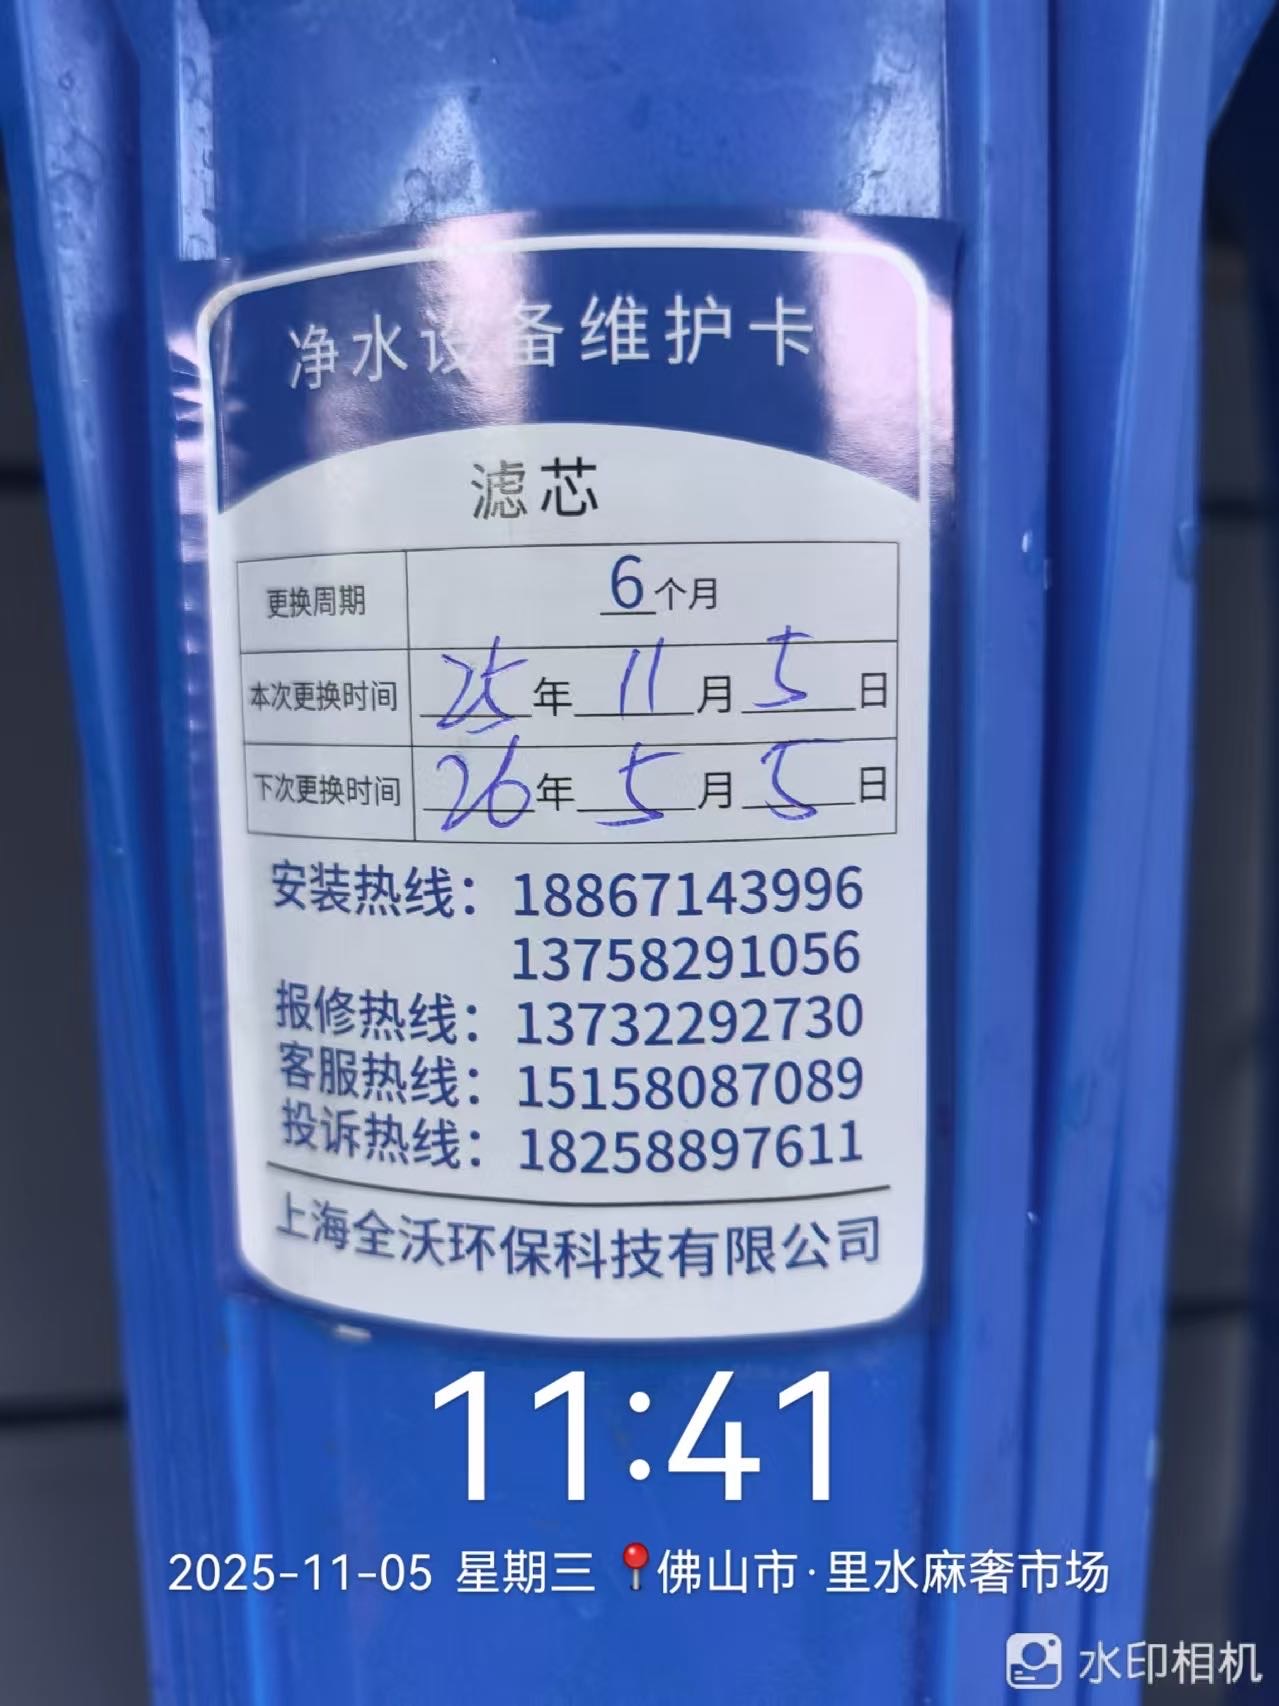 净水设备维护卡
滤芯
更换周期 6个月
本次更换时间 25年11月5日
下次更换时间 26年5月5日
安装热线：18867143996
13758291056
报修热线：13732292730
客服热线：15158087089
投诉热线：18258897611
上海全沃环保科技有限公司
11:41
2025-11-05 星期三 📍佛山市·里水麻奢市场
水印相机